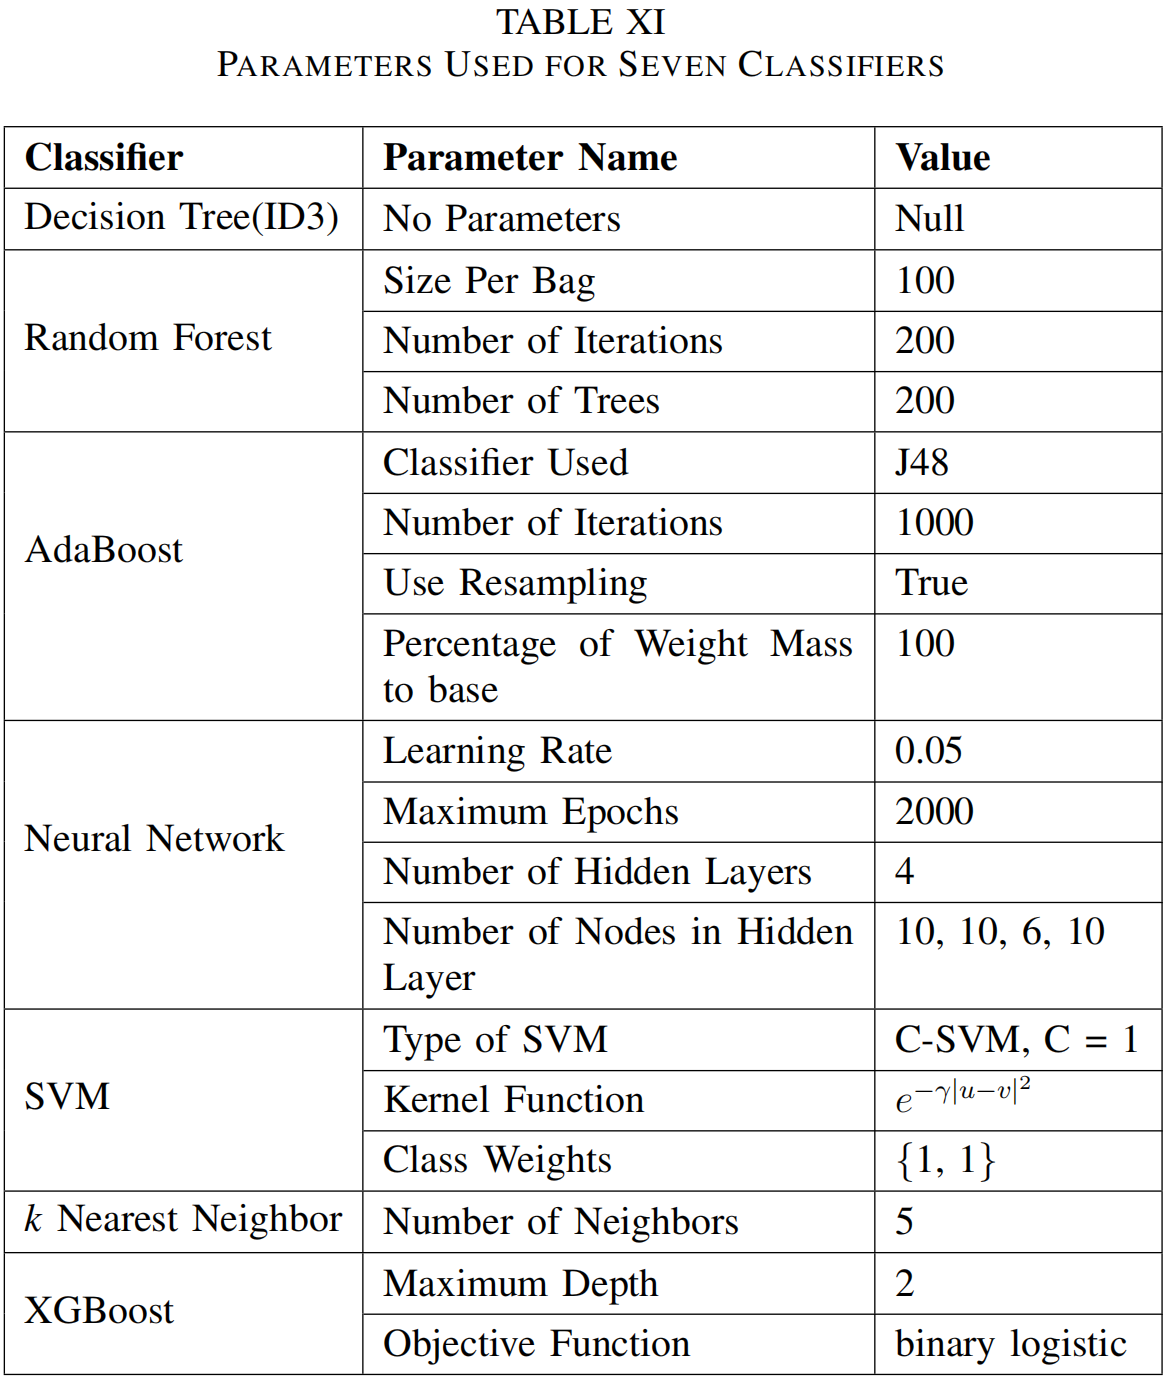 TABLE XI
PARAMETERS USED FOR SEVEN CLASSIFIERS
Classifier Parameter Name Value
Decision Tree(ID3) No Parameters Null
Random Forest
Size Per Bag 100
Number of Iterations 200
Number of Trees 200
AdaBoost
Classifier Used J48
Number of Iterations 1000
Use Resampling True
Percentage of Weight Mass 100
to base
Neural Network
Learning Rate 0.05
Maximum Epochs 2000
Number of Hidden Layers 4
Number of Nodes in Hidden 10, 10, 6, 10
Layer
SVM
Type of SVM C-SVM, C = 1
Kernel Function e^{−γ|u−v|^2}
Class Weights {1, 1}
k Nearest Neighbor Number of Neighbors 5
XGBoost
Maximum Depth 2
Objective Function binary logistic